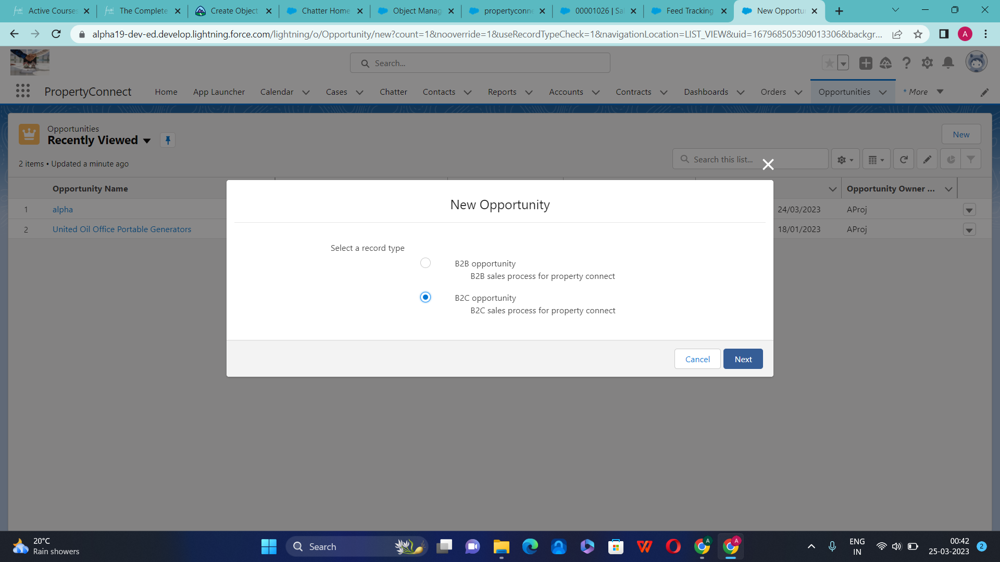 Active Courses
The Complete
Create Object
Chatter Home
Object Manag
propertyconne
00001026 | Sa
Feed Tracking
New Opportu
alpha19-dev-ed.develop.lightning.force.com/lightning/o/Opportunity/new?count=1&nooverride=1&useRecordTypeCheck=1&navigationLocation=LIST_VIEW&uid=167968505309013306&backgr...
A
Search...
PropertyConnect
Home
App Launcher
Calendar
Cases
Chatter
Contacts
Reports
Accounts
Contracts
Dashboards
Orders
Opportunities
* More
Opportunities
Recently Viewed
New
2 items • Updated a minute ago
Search this list...
Opportunity Name
Opportunity Owner ...
1 alpha 24/03/2023 AProj
2 United Oil Office Portable Generators 18/01/2023 AProj
New Opportunity
Select a record type
B2B opportunity
B2B sales process for property connect
B2C opportunity
B2C sales process for property connect
Cancel
Next
20°C
Rain showers
Search
A
A
ENG
IN
00:42
25-03-2023
2